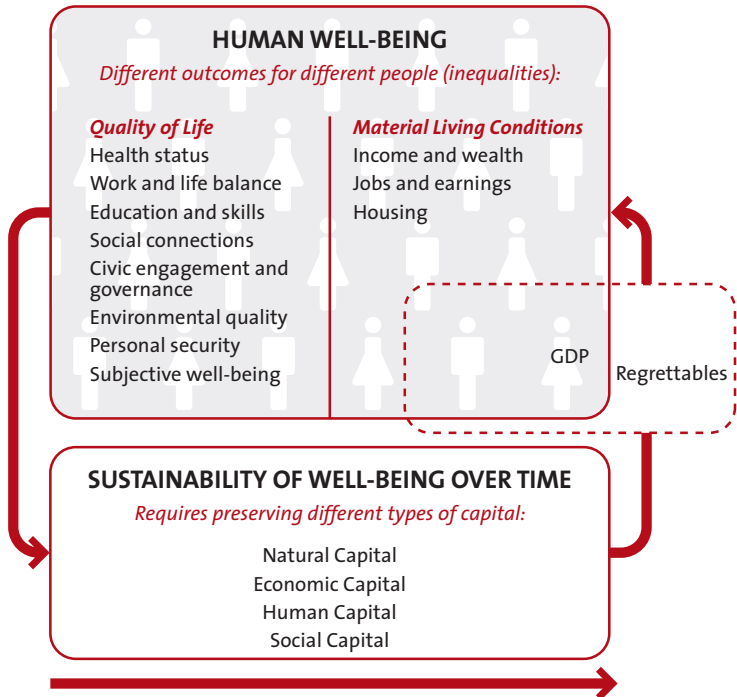 HUMAN WELL-BEING
Different outcomes for different people (inequalities):
Quality of Life
Health status
Work and life balance
Education and skills
Social connections
Civic engagement and
governance
Environmental quality
Personal security
Subjective well-being
Material Living Conditions
Income and wealth
Jobs and earnings
Housing
GDP
Regrettables
SUSTAINABILITY OF WELL-BEING OVER TIME
Requires preserving different types of capital:
Natural Capital
Economic Capital
Human Capital
Social Capital